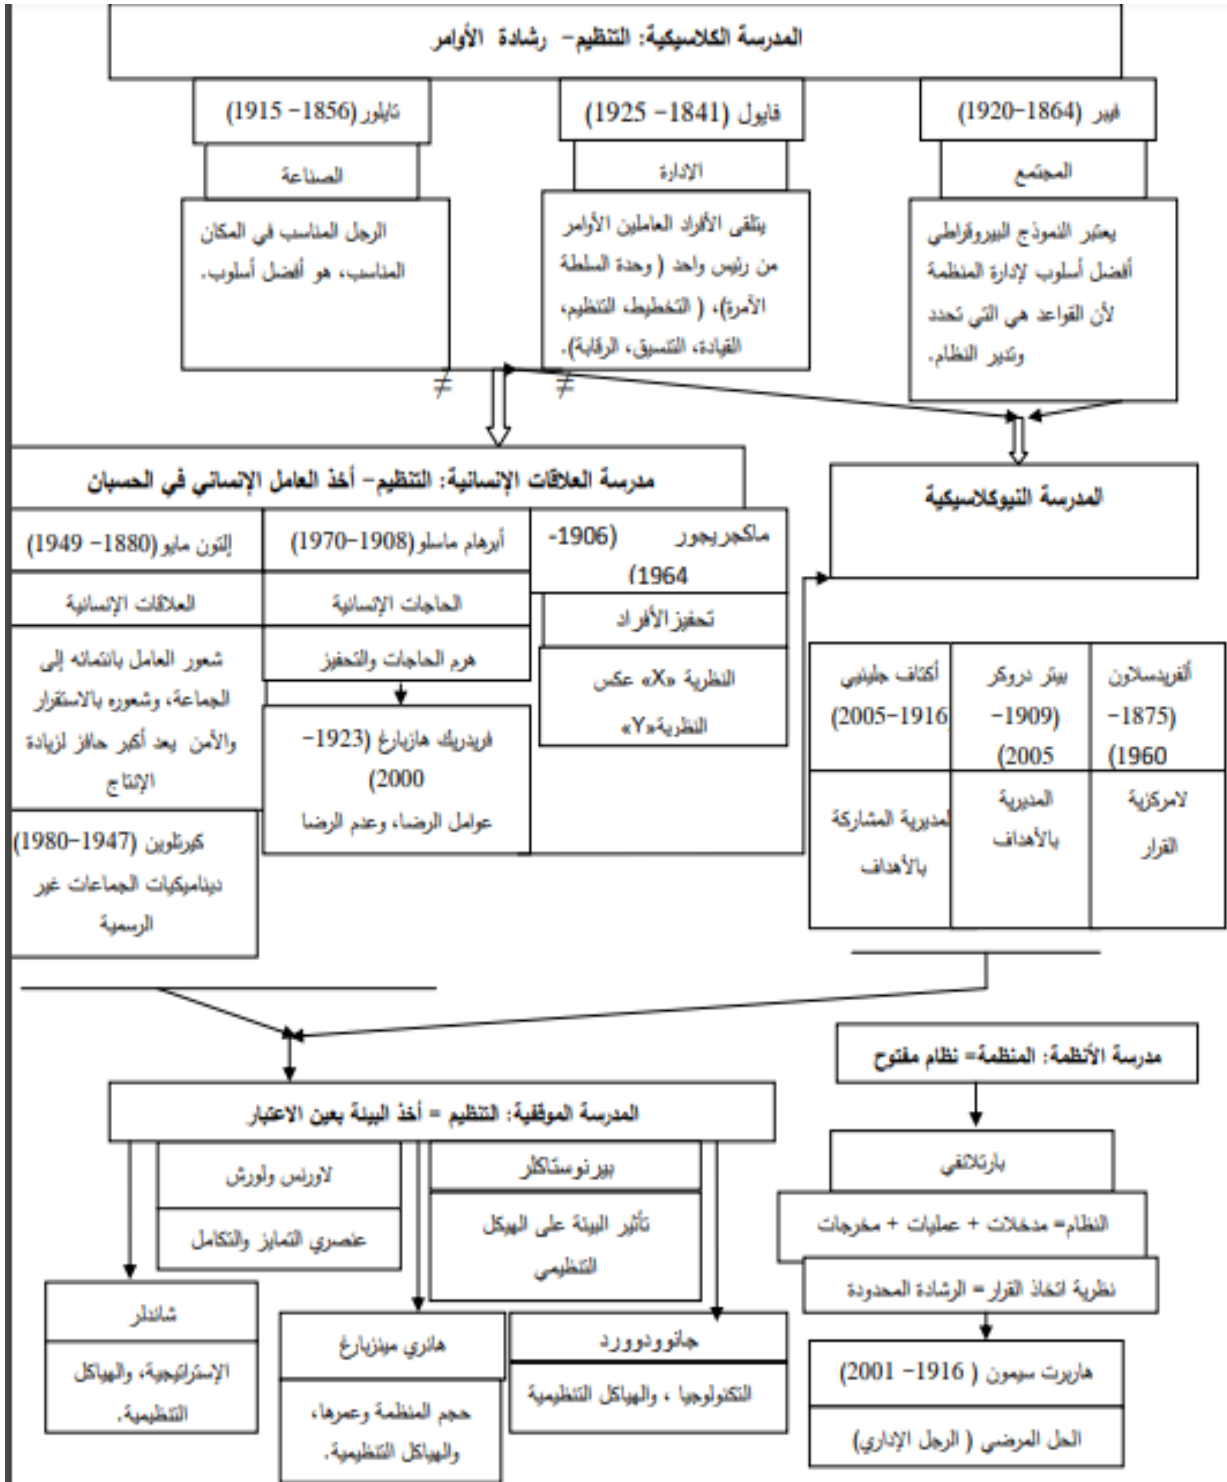 المدرسة الكلاسيكية: التنظيم- رشادة الأوامر
فيبر (1864-1920)
المجتمع
يعتبر النموذج البيروقراطي
أفضل أسلوب لإدارة المنظمة
لأن القواعد هي التي تحدد
وتدير النظام.
فايول (1841- 1925)
الإدارة
يتلقى الأفراد العاملين الأوامر
من رئيس واحد ( وحدة السلطة
الآمرة)، ( التخطيط، التنظيم،
القيادة، التنسيق، الرقابة).
تايلور(1856- 1915)
الصناعة
الرجل المناسب في المكان
المناسب، هو أفضل أسلوب.
≠ ≠
المدرسة النيوكلاسيكية
ألفريدسلاون
(1875-
1960)
لامركزية
القرار
بيتر دروكر
(1909-
2005)
المديرية
بالأهداف
أكتاف جلينيي
(1916-2005)
لمديرية المشاركة
بالأهداف
مدرسة العلاقات الإنسانية: التنظيم- أخذ العامل الإنساني في الحسبان
ماكجريجور (1906-
1964)
تحفيز الأفراد
النظرية «X» عكس
النظرية«Y»
أبرهام ماسلو(1908-1970)
الحاجات الإنسانية
هرم الحاجات والتحفيز
فريدريك هازبارغ (1923-
2000)
عوامل الرضا، وعدم الرضا
إلتون مايو(1880- 1949)
العلاقات الإنسانية
شعور العامل بانتمائه إلى
الجماعة، وشعوره بالاستقرار
والأمن يعد أكبر حافز لزيادة
الإنتاج
كيرتلوين (1947-1980)
ديناميكيات الجماعات غير
الرسمية
مدرسة الأنظمة: المنظمة= نظام مفتوح
بارتلانفي
النظام= مدخلات + عمليات + مخرجات
نظرية اتخاذ القرار = الرشادة المحدودة
هاربرت سيمون ( 1916- 2001)
الحل المرضي ( الرجل الإداري)
المدرسة الموقفية: التنظيم = أخذ البيئة بعين الاعتبار
بيرنوستاكلر
تأثير البيئة على الهيكل
التنظيمي
لاورنس ولورش
عنصري التمايز والتكامل
جانوودوورد
التكنولوجيا ، والهياكل التنظيمية
هانري مينزبارغ
حجم المنظمة وعمرها،
والهياكل التنظيمية.
شاندلر
الإستراتيجية، والهياكل
التنظيمية.